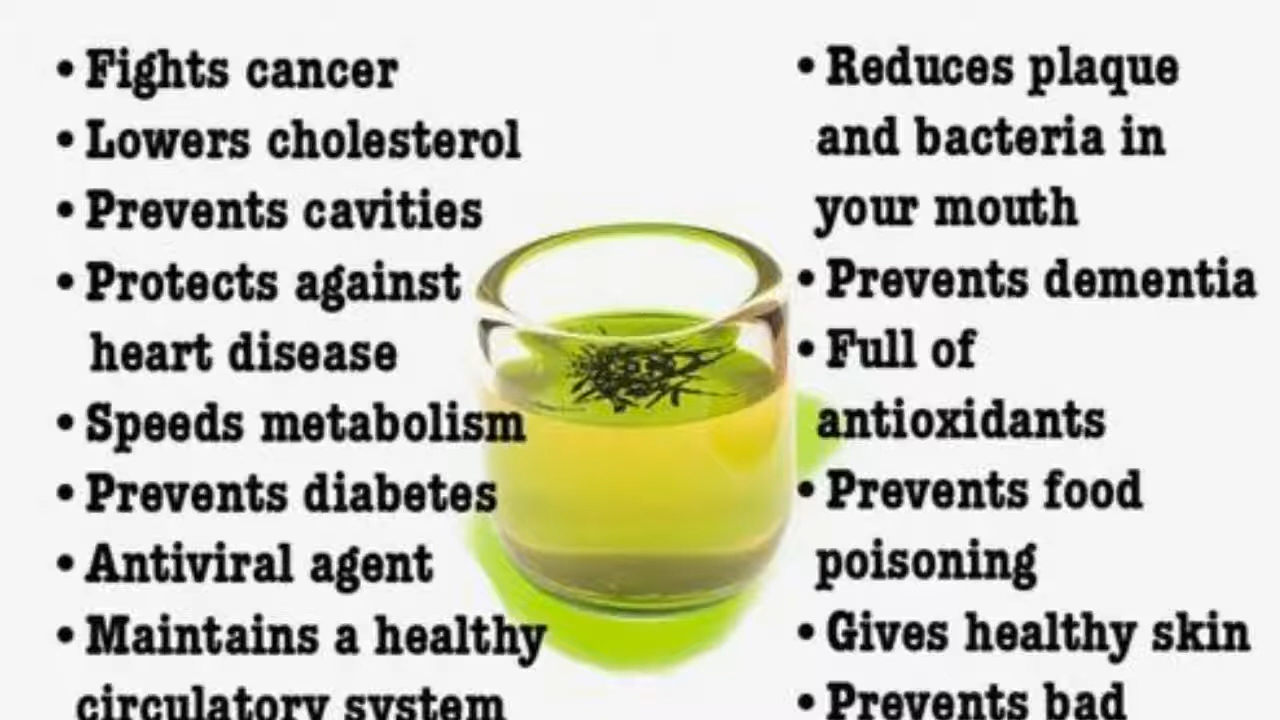 • Fights cancer
• Lowers cholesterol
• Prevents cavities
• Protects against
heart disease
• Speeds metabolism
• Prevents diabetes
• Antiviral agent
• Maintains a healthy
circulatory system
• Reduces plaque
and bacteria in
your mouth
• Prevents dementia
• Full of
antioxidants
• Prevents food
poisoning
• Gives healthy skin
• Prevents bad